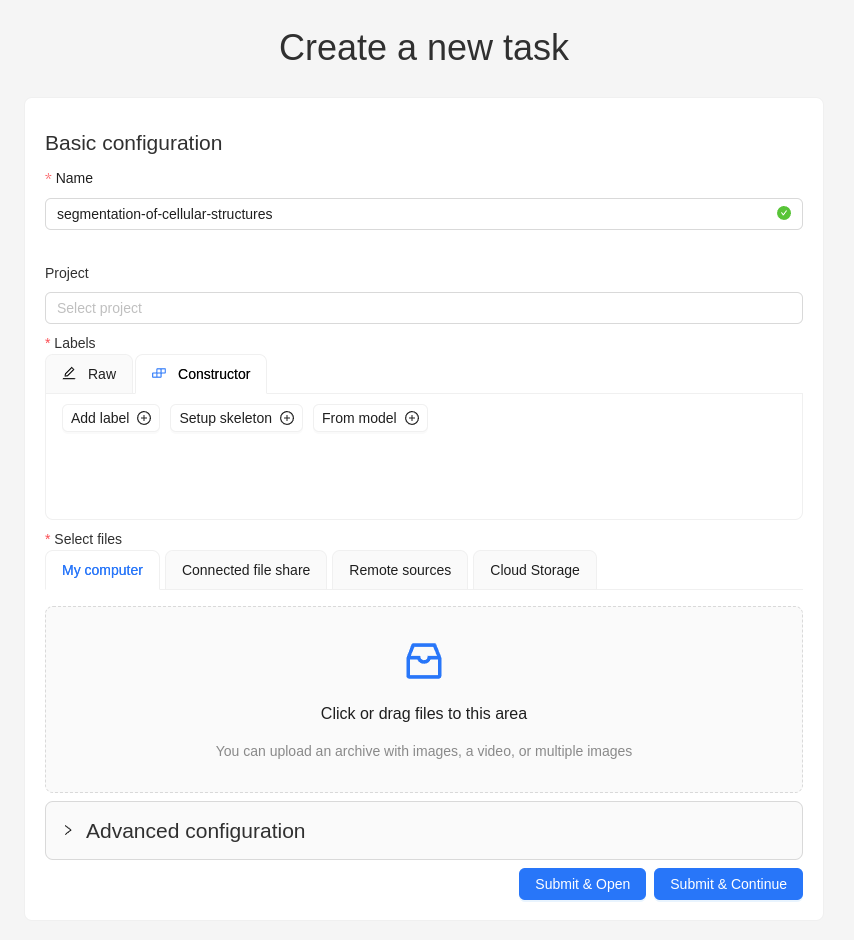 Create a new task
Basic configuration
* Name
segmentation-of-cellular-structures
Project
Select project
* Labels
Raw Constructor
Add label Setup skeleton From model
* Select files
My computer Connected file share Remote sources Cloud Storage
Click or drag files to this area
You can upload an archive with images, a video, or multiple images
Advanced configuration
Submit & Open Submit & Continue